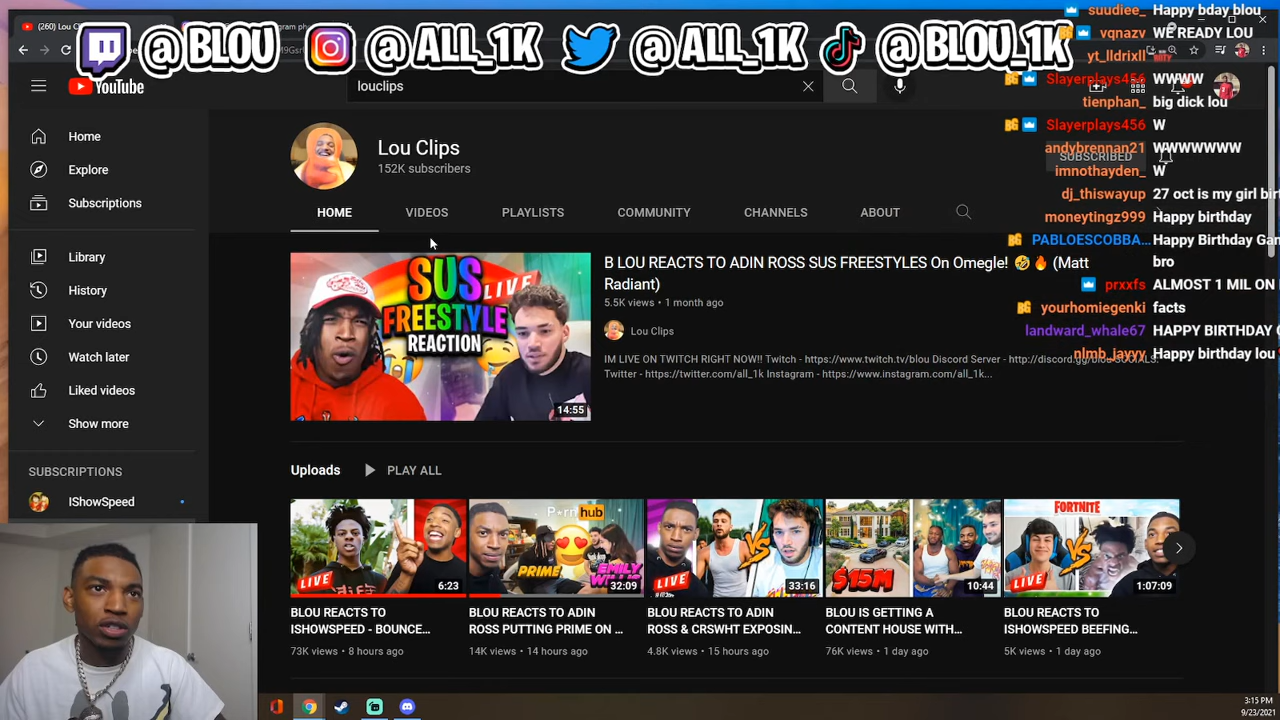 (260) Lou C
@BLOU
@ALL_1K
@ALL_1K
@BLOU_1K
YouTube
louclips
Home
Explore
Subscriptions
Library
History
Your videos
Watch later
Liked videos
Show more
SUBSCRIPTIONS
IShowSpeed
Lou Clips
152K subscribers
SUBSCRIBED
HOME
VIDEOS
PLAYLISTS
COMMUNITY
CHANNELS
ABOUT
SUS
LIVE
FREESTYLE
REACTION
14:55
B LOU REACTS TO ADIN ROSS SUS FREESTYLES On Omegle! 🤣🔥 (Matt
Radiant)
5.5K views • 1 month ago
Lou Clips
IM LIVE ON TWITCH RIGHT NOW!! Twitch - https://www.twitch.tv/blou Discord Server - http://discord.gg/
Twitter - https://twitter.com/all_1k Instagram - https://www.instagram.com/all_1k...
Uploads
PLAY ALL
LIVE
6:23
BLOU REACTS TO
ISHOWSPEED - BOUNCE...
73K views • 8 hours ago
P*rn hub
PRIME
EMILY
32:09
BLOU REACTS TO ADIN
ROSS PUTTING PRIME ON ...
14K views • 14 hours ago
VS
LIVE
33:16
BLOU REACTS TO ADIN
ROSS & CRSWHT EXPOSIN...
4.8K views • 15 hours ago
$15M
10:44
BLOU IS GETTING A
CONTENT HOUSE WITH...
76K views • 1 day ago
FORTNITE
VS
LIVE
1:07:09
BLOU REACTS TO
ISHOWSPEED BEEFING...
5K views • 1 day ago
suudiee_ Happy bday blou
vqnazv WE READY LOU
yt_lldrixll
Slayerplays456 WWWW
tienphan_ big dick lou
Slayerplays456 W
andybrennan21 WWWWWWW
imnothayden_ W
dj_thiswayup 27 oct is my girl bir
moneytingz999 Happy birthday
PABLOESCOBBA... Happy Birthday Gan
bro
prxxfs ALMOST 1 MIL ON
yourhomiegenki facts
landward_whale67 HAPPY BIRTHDAY
nlmb_jayyy Happy birthday lou
3:15 PM
9/23/2021